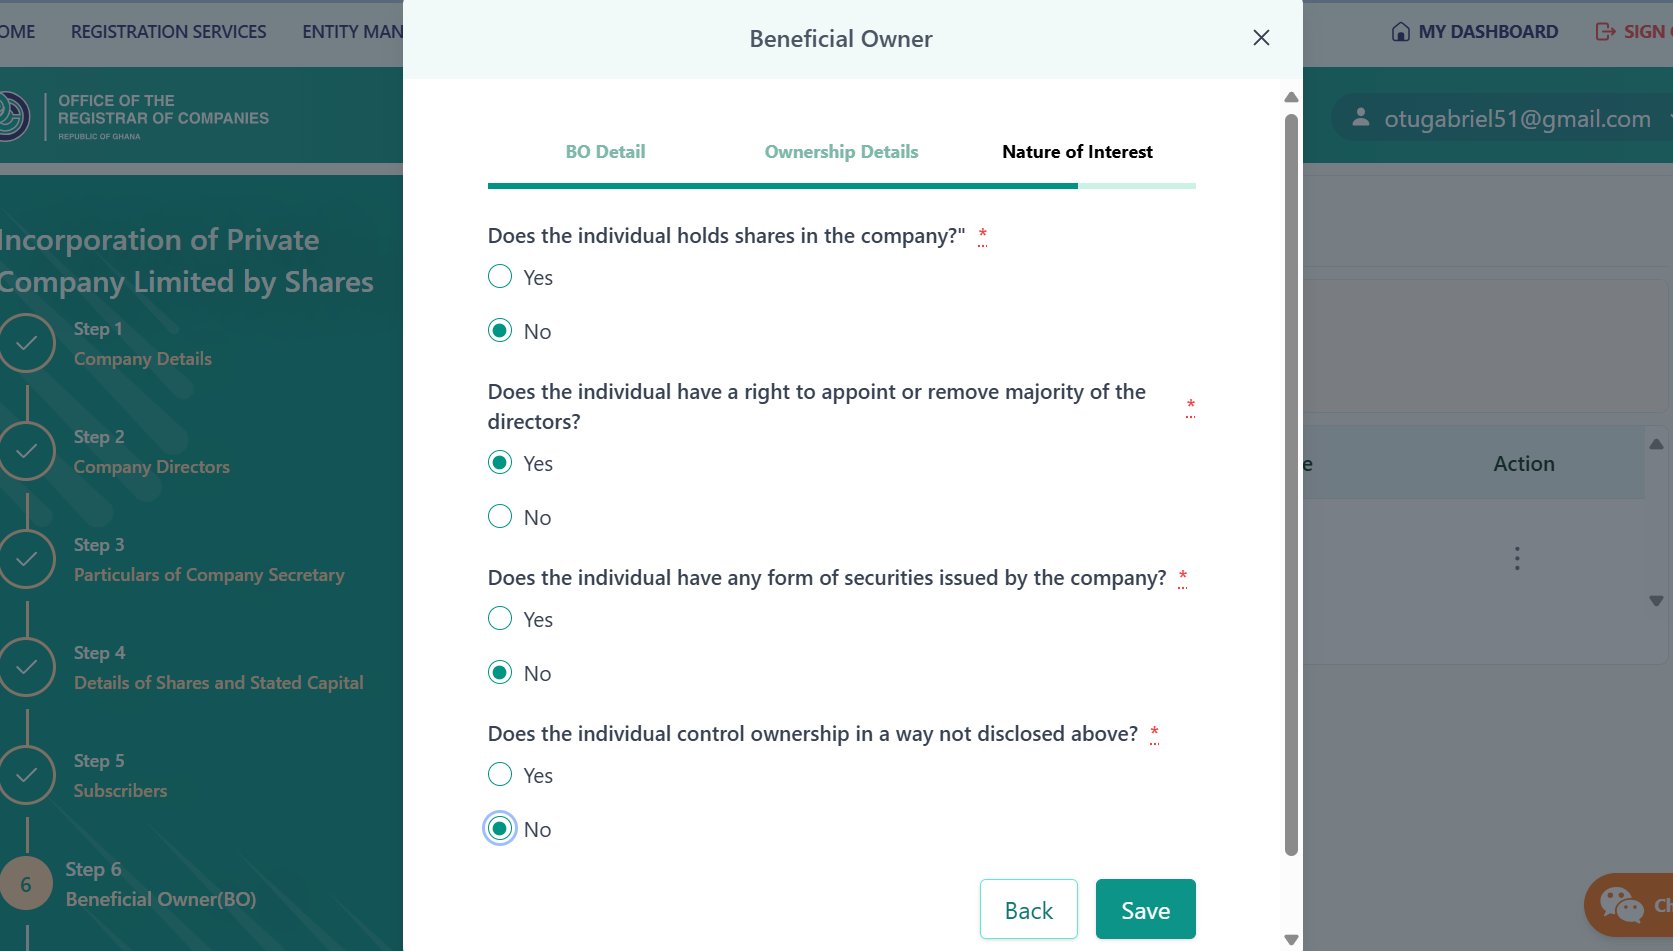 OME
REGISTRATION SERVICES
ENTITY MAN
MY DASHBOARD
SIGN
OFFICE OF THE
REGISTRAR OF COMPANIES
REPUBLIC OF GHANA
otugabriel51@gmail.com
Incorporation of Private
Company Limited by Shares
Step 1
Company Details
Step 2
Company Directors
Step 3
Particulars of Company Secretary
Step 4
Details of Shares and Stated Capital
Step 5
Subscribers
6
Step 6
Beneficial Owner(BO)
Beneficial Owner
BO Detail
Ownership Details
Nature of Interest
Does the individual holds shares in the company?" *
Yes
No
Does the individual have a right to appoint or remove majority of the
directors? *
Yes
No
Does the individual have any form of securities issued by the company? *
Yes
No
Does the individual control ownership in a way not disclosed above? *
Yes
No
Back
Save
e
Action
Ch